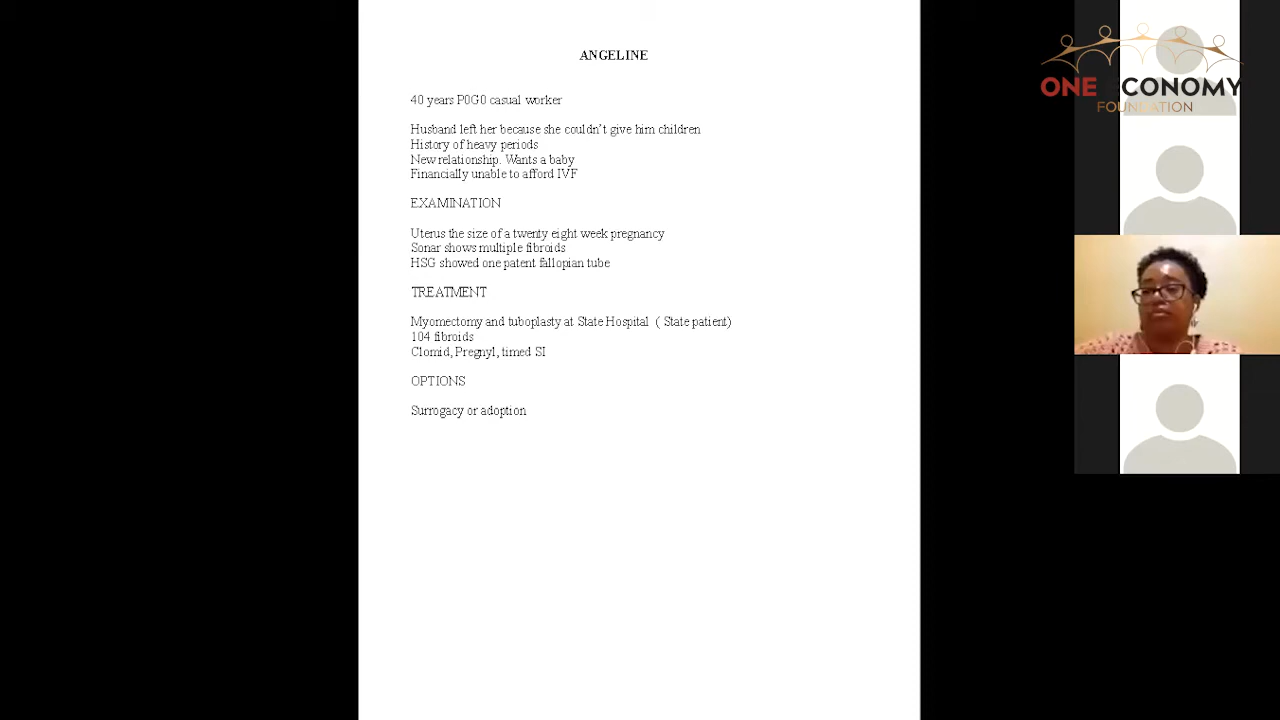 ANGELINE
40 years P0G0 casual worker
Husband left her because she couldn't give him children
History of heavy periods
New relationship. Wants a baby
Financially unable to afford IVF
EXAMINATION
Uterus the size of a twenty eight week pregnancy
Sonar shows multiple fibroids
HSG showed one patent fallopian tube
TREATMENT
Myomectomy and tuboplasty at State Hospital ( State patient)
104 fibroids
Clomid, Pregnyl, timed SI
OPTIONS
Surrogacy or adoption
ONE ECONOMY
FOUNDATION